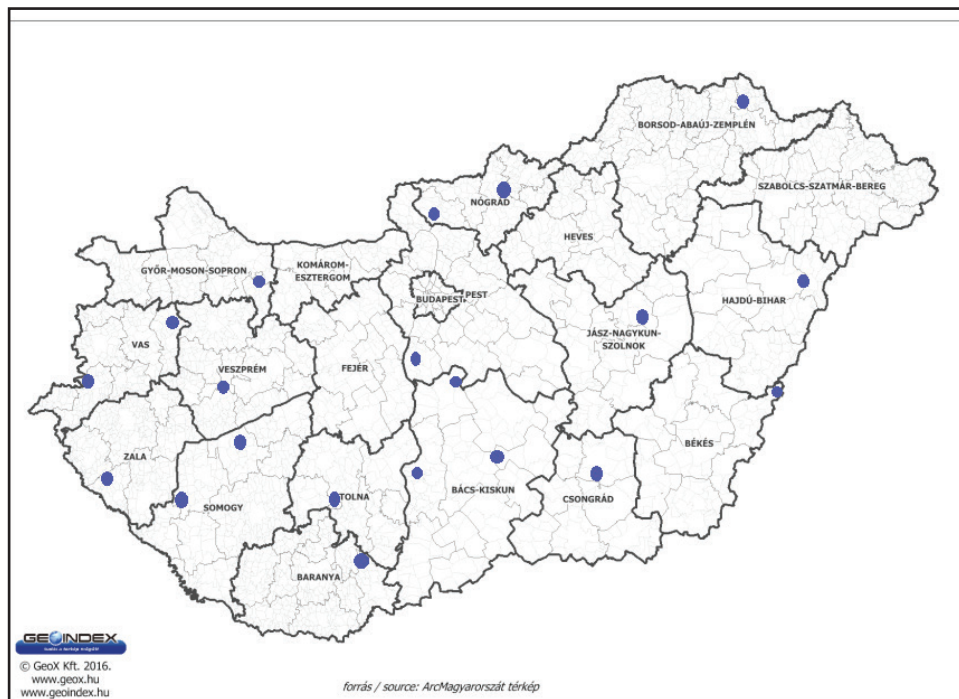 BORSOD-ABAÚJ-ZEMPLÉN
SZABOLCS-SZATMÁR-BEREG
NÓGRÁD
HEVES
GYŐR-MOSON-SOPRON
KOMÁROM-
ESZTERGOM
BUDAPEST
PEST
HAJDÚ-BIHAR
JÁSZ-NAGYKUN-
SZOLNOK
VAS
VESZPRÉM
FEJÉR
ZALA
SOMOGY
TOLNA
BÁCS-KISKUN
CSONGRÁD
BÉKÉS
BARANYA
GEOINDEX
© GeoX Kft. 2016.
www.geox.hu
www.geoindex.hu
forrás / source: ArcMagyarorszát térkép